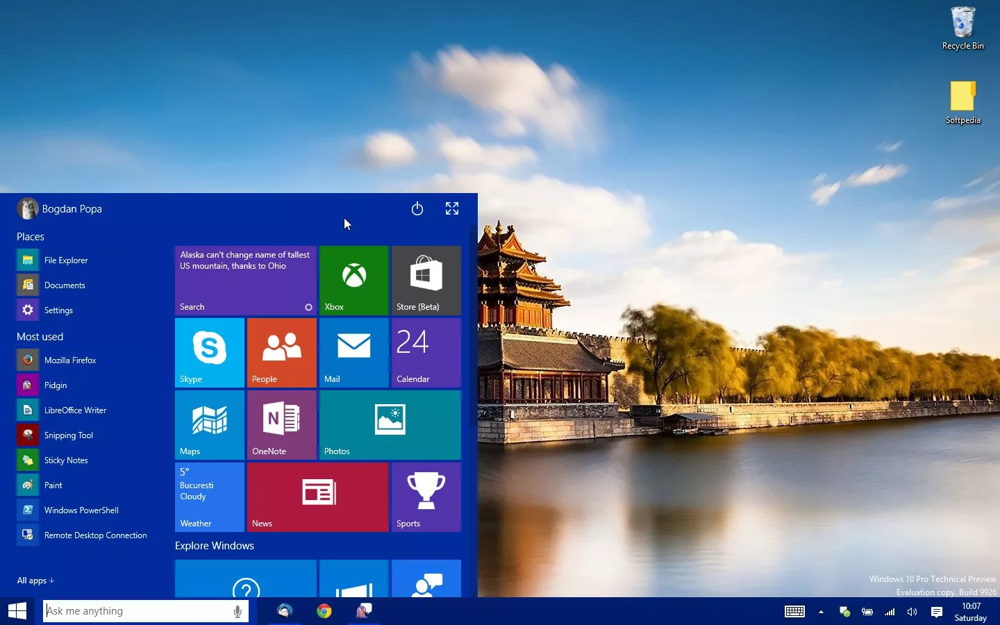 Recycle Bin
Softpedia
Bogdan Popa
Places
File Explorer
Documents
Settings
Most used
Mozilla Firefox
Pidgin
LibreOffice Writer
Snipping Tool
Sticky Notes
Paint
Windows PowerShell
Remote Desktop Connection
All apps
Alaska can't change name of tallest
US mountain, thanks to Ohio
Search
Xbox
Store (Beta)
Skype
People
Mail
24
Calendar
Maps
N
OneNote
Photos
5°
Bucuresti
Cloudy
Weather
News
Sports
Explore Windows
Windows 10 Pro Technical Preview
Evaluation copy. Build 9926
Ask me anything
10:07
Saturday